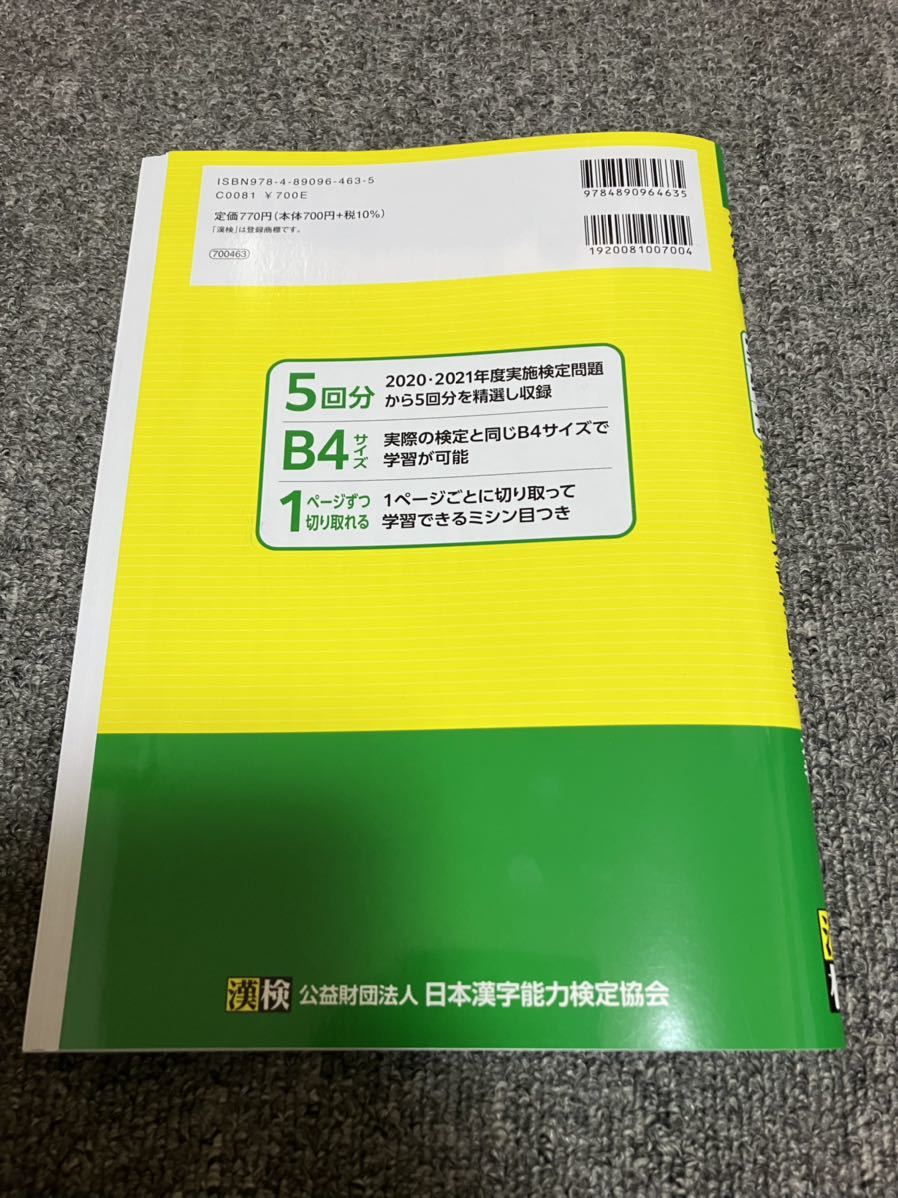 ISBN978-4-89096-463-5
C0081 ￥700E
定価770円(本体700円+税10%)
「漢検」は登録商標です。
700463
9784890964635
1920081007004
5回分
2020・2021年度実施検定問題
から5回分を精選し収録
B4サイズ
実際の検定と同じB4サイズで
学習が可能
1ページずつ
切り取れる
1ページごとに切り取って
学習できるミシン目つき
漢検 公益財団法人 日本漢字能力検定協会